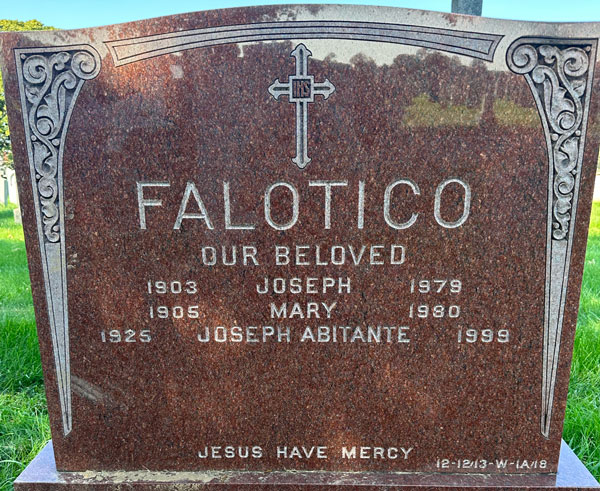 IHS
FALOTICO
OUR BELOVED
1903 JOSEPH 1979
1905 MARY 1980
1925 JOSEPH ABITANTE 1999
JESUS HAVE MERCY 12-12/13-W-1A/18